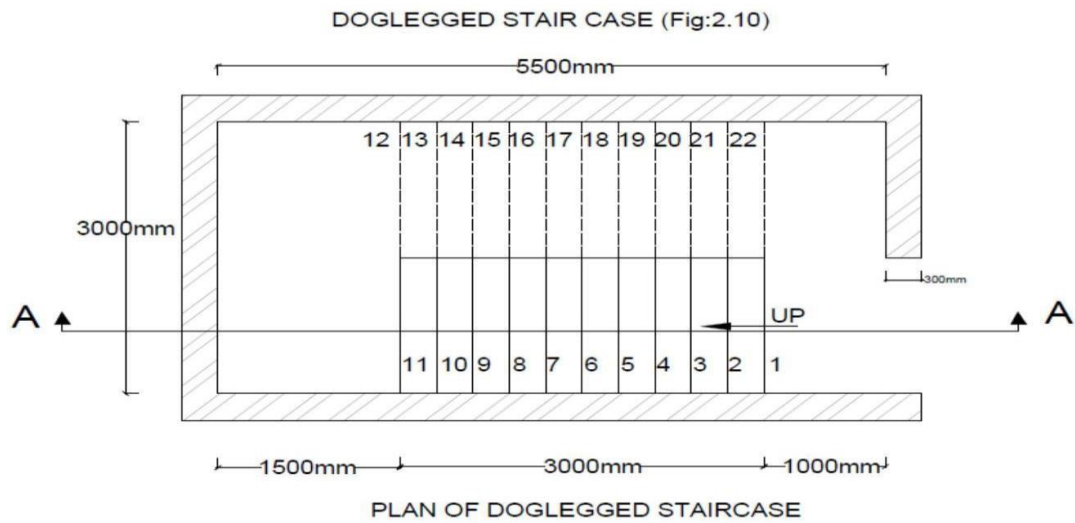 DOGLEGGED STAIR CASE (Fig:2.10)
5500mm
12 13 14 15 16 17 18 19 20 21 22
3000mm
300mm
A A
UP
11 10 9 8 7 6 5 4 3 2 1
1500mm 3000mm 1000mm
PLAN OF DOGLEGGED STAIRCASE